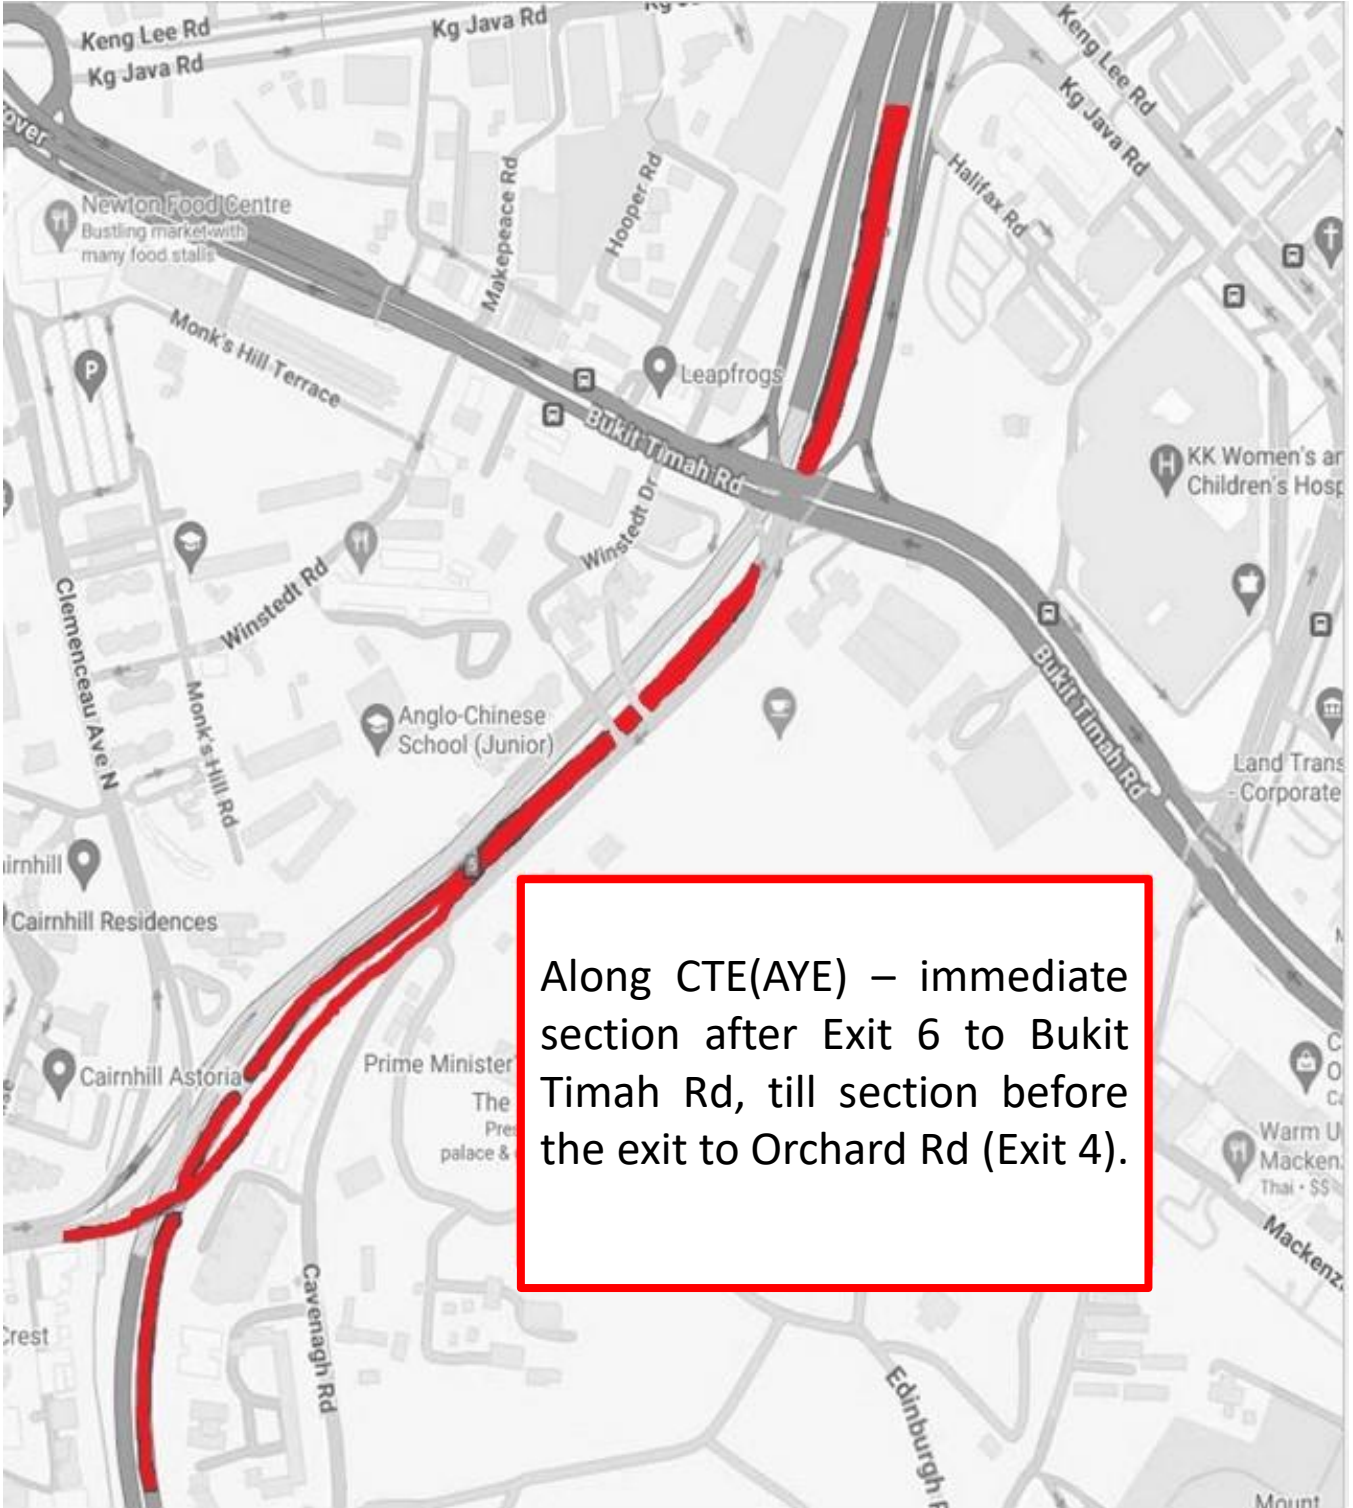 Keng Lee Rd
Kg Java Rd
Kg Java Rd
Keng Lee Rd
Kg Java Rd
over
Newton Food Centre
Bustling market with
many food stalls
Makepeace Rd
Hooper Rd
Halifax Rd
Monk's Hill Terrace
P
Leapfrogs
Bukit Timah Rd
H
KK Women's an
Children's Hosp
Winstedt Dr
Winstedt Rd
Clemenceau Ave N
Monk's Hill Rd
Bukit Timah Rd
Anglo-Chinese
School (Junior)
Land Trans
- Corporate
airnhill
Cairnhill Residences
Cairnhill Astoria
Prime Minister'
The
Pres
palace &
Along CTE(AYE) – immediate
section after Exit 6 to Bukit
Timah Rd, till section before
the exit to Orchard Rd (Exit 4).
Warm U
Macken
Thai • $$
Mackenz
Crest
Cavenagh Rd
Edinburgh R
Mount